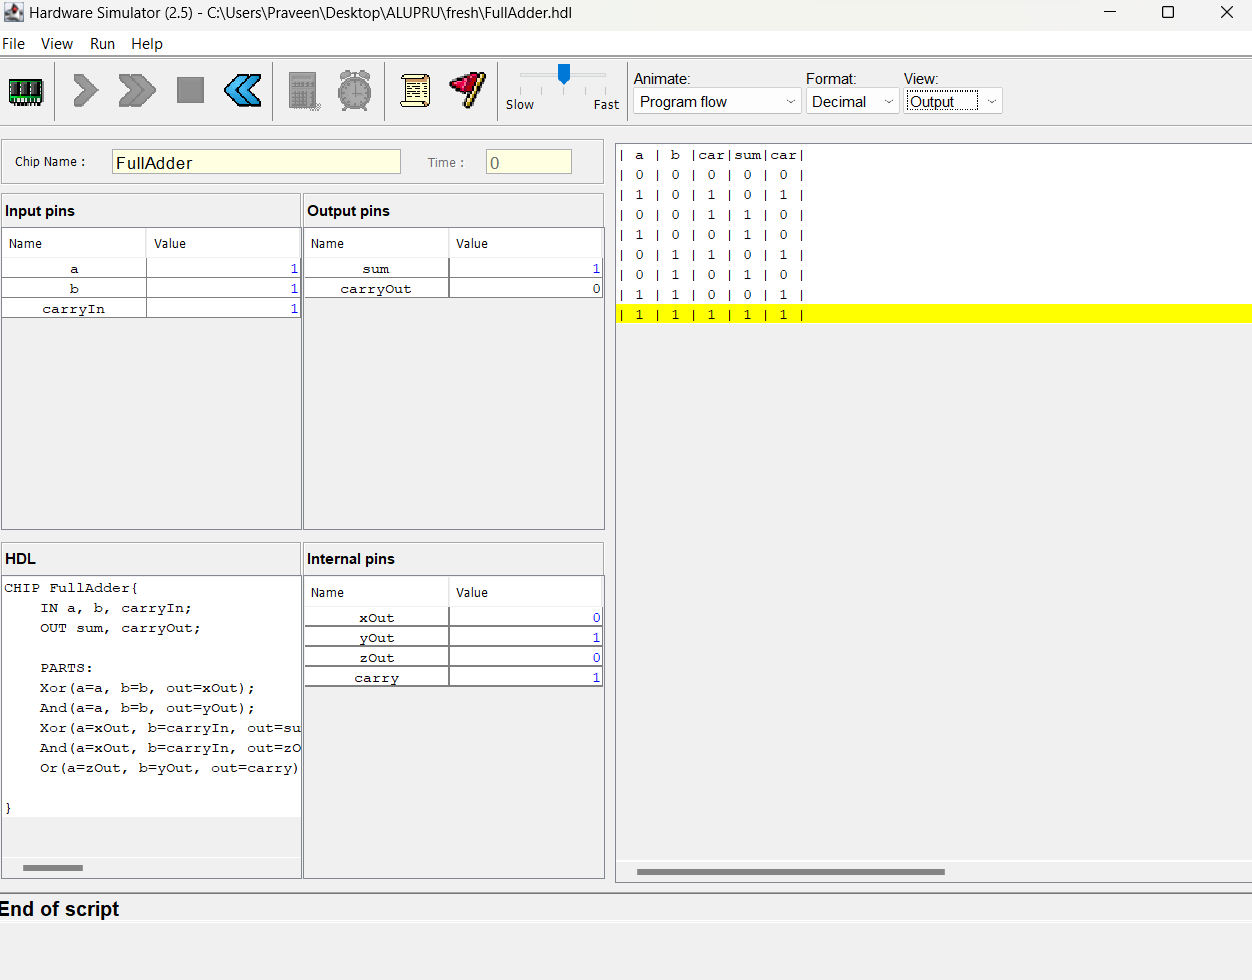 Hardware Simulator (2.5) - C:\Users\Praveen\Desktop\ALUPRU\fresh\FullAdder.hdl
File View Run Help
Slow Fast
Animate: Format: View:
Program flow Decimal Output
Chip Name : FullAdder Time : 0
Input pins
Name Value
a 1
b 1
carryIn 1
Output pins
Name Value
sum 1
carryOut 0
HDL
CHIP FullAdder{
IN a, b, carryIn;
OUT sum, carryOut;
PARTS:
Xor(a=a, b=b, out=xOut);
And(a=a, b=b, out=yOut);
Xor(a=xOut, b=carryIn, out=su
And(a=xOut, b=carryIn, out=zO
Or(a=zOut, b=yOut, out=carry)
}
Internal pins
Name Value
xOut 0
yOut 1
zOut 0
carry 1
| a | b |car|sum|car|
| 0 | 0 | 0 | 0 | 0 |
| 1 | 0 | 1 | 0 | 1 |
| 0 | 0 | 1 | 1 | 0 |
| 1 | 0 | 0 | 1 | 0 |
| 0 | 1 | 1 | 0 | 1 |
| 0 | 1 | 0 | 1 | 0 |
| 1 | 1 | 0 | 0 | 1 |
| 1 | 1 | 1 | 1 | 1 |
End of script